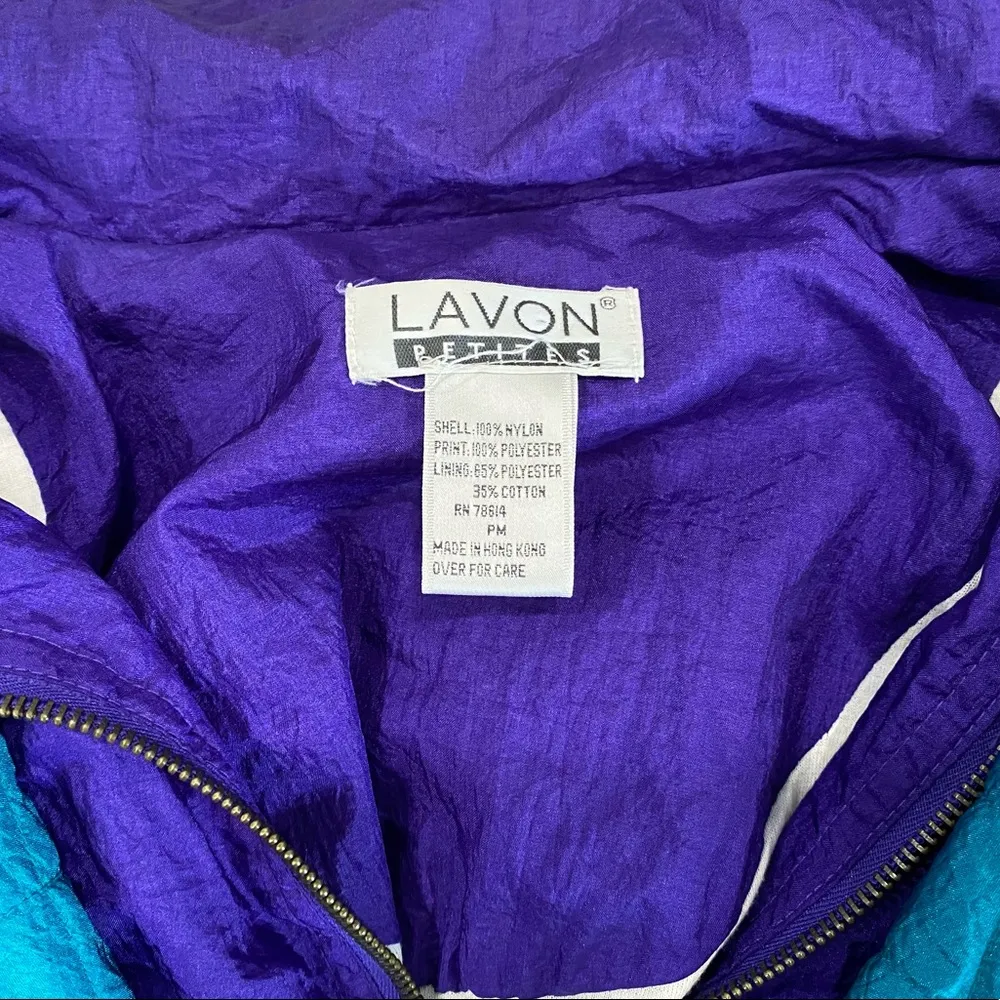 LAVON®
PETITES
SHELL:100% NYLON
PRINT:100% POLYESTER
LINING:65% POLYESTER
35% COTTON
RN 78614
PM
MADE IN HONG KONG
OVER FOR CARE